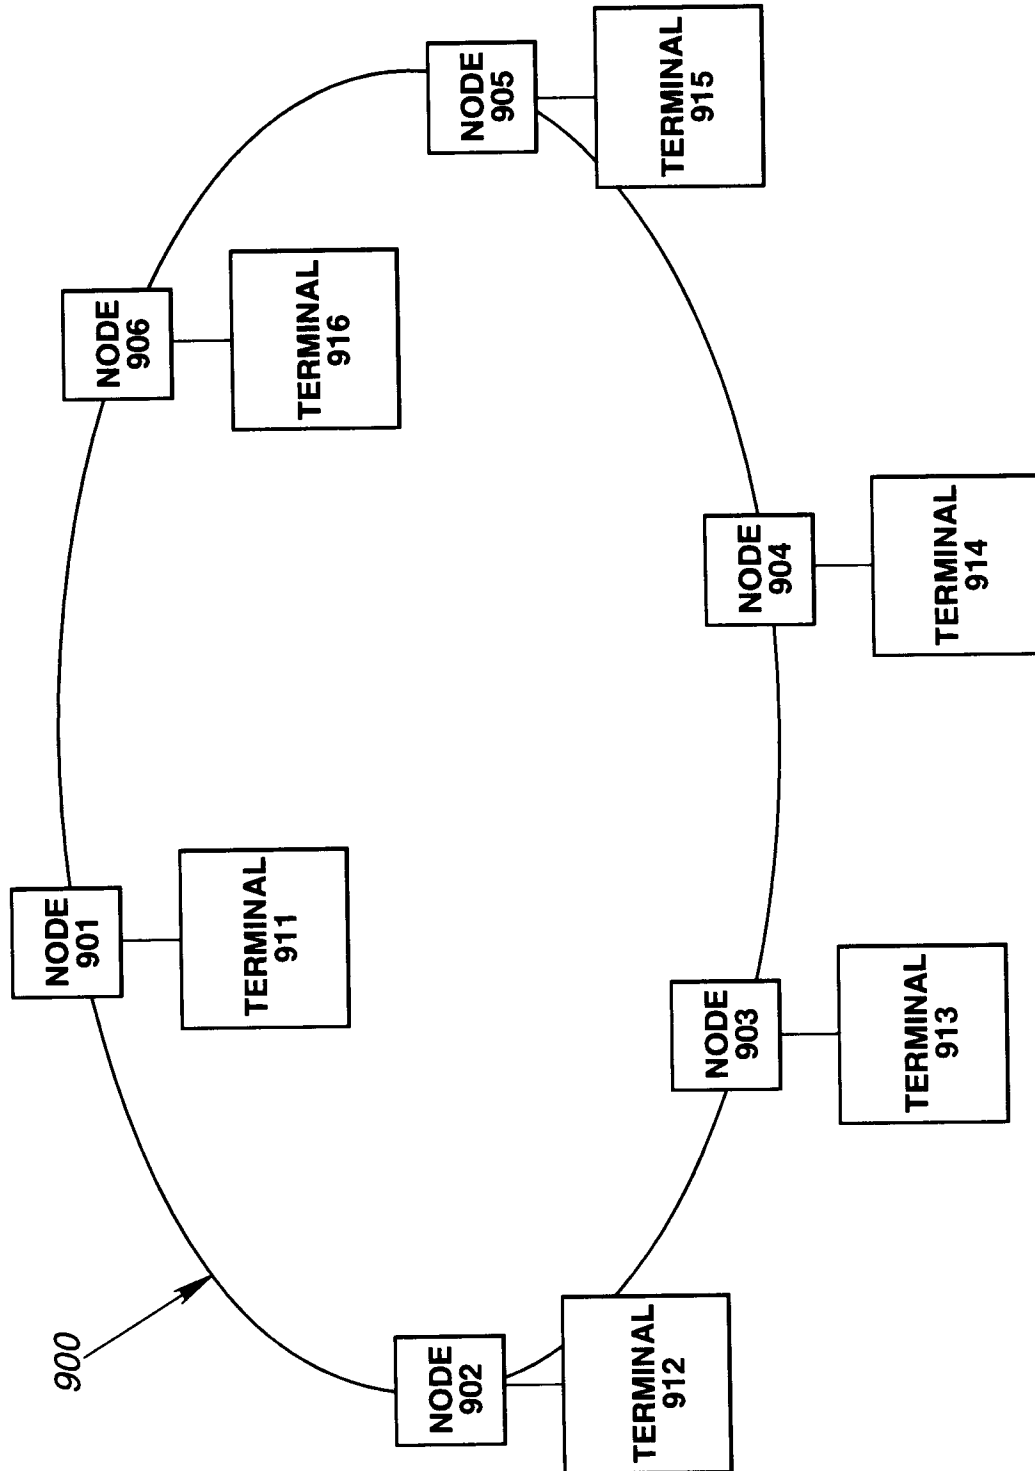 900
NODE
901
TERMINAL
911
NODE
902
TERMINAL
912
NODE
903
TERMINAL
913
NODE
904
TERMINAL
914
NODE
905
TERMINAL
915
NODE
906
TERMINAL
916